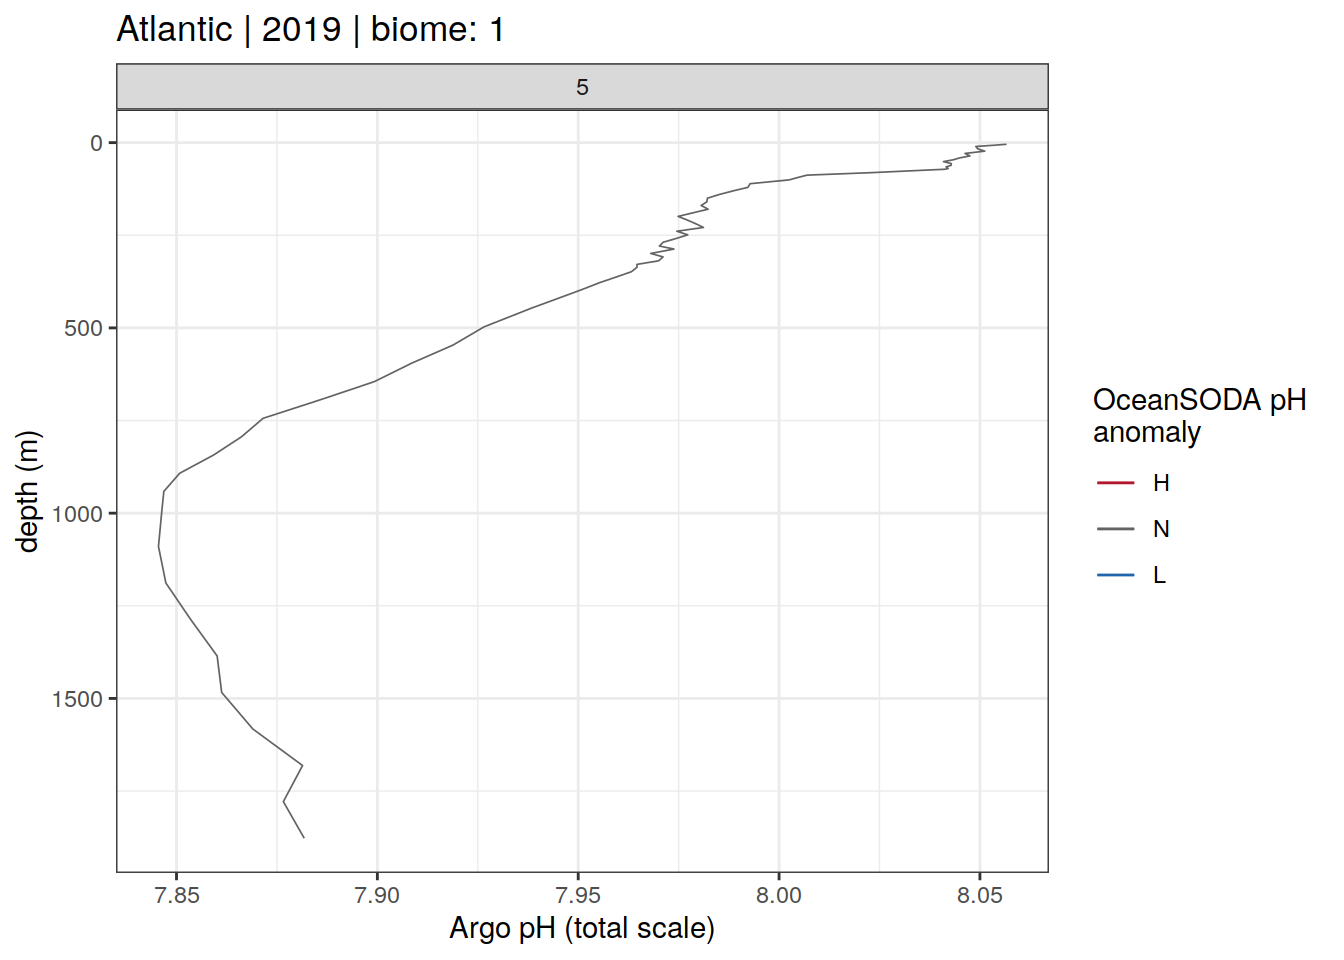 Atlantic | 2019 | biome: 1
5
0
500
1000
1500
depth (m)
7.85 7.90 7.95 8.00 8.05
Argo pH (total scale)
OceanSODA pH
anomaly
H
N
L